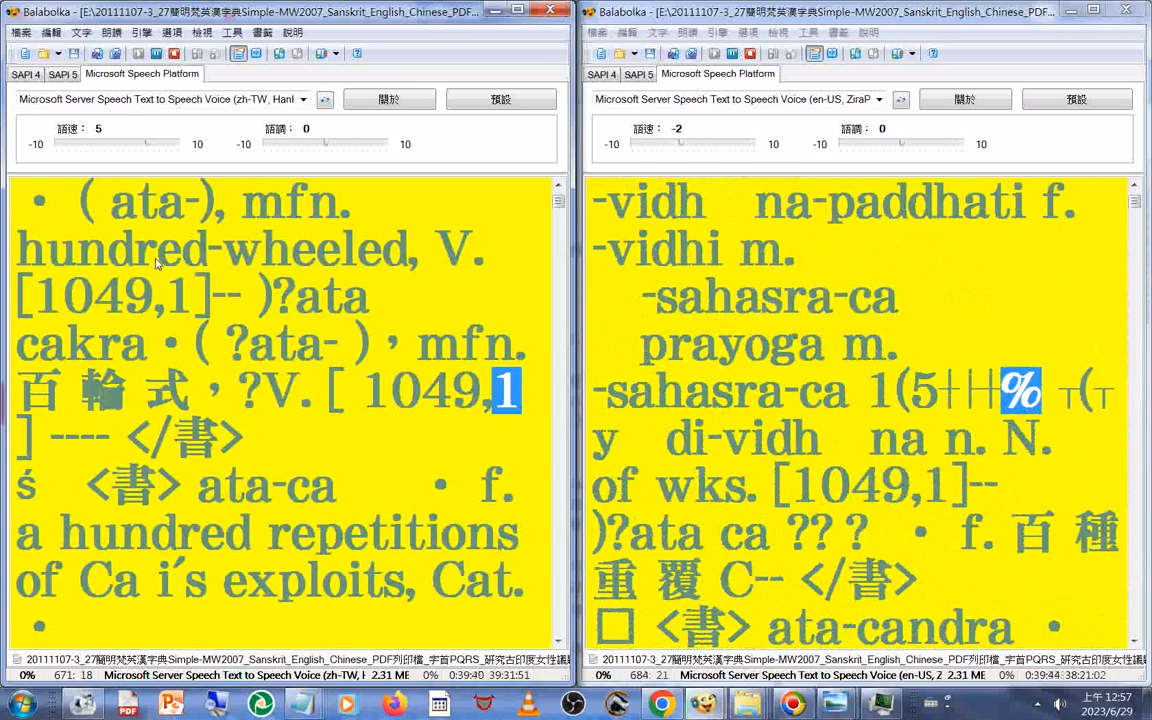 Balabolka - [E:\20111107-3_27簡明梵英漢字典Simple-MW2007_Sanskrit_English_Chinese_PDF...
檔案 編輯 文字 朗讀 引擎 選項 檢視 工具 書籤 說明
SAPI 4 SAPI 5 Microsoft Speech Platform
Microsoft Server Speech Text to Speech Voice (zh-TW, Hanl 關於 預設
語速： 5 語調： 0
-10 10 -10 10
• ( ata-), mfn.
hundred-wheeled, V.
[1049,1]-- )?ata
cakra •( ?ata- )，mfn.
百 輪 式，?V. [ 1049,1
] ---- </書>
ś <書> ata-ca • f.
a hundred repetitions
of Ca i´s exploits, Cat.
•
20111107-3_27簡明梵英漢字典Simple-MW2007_Sanskrit_English_Chinese_PDF列印檔_字首PQRS_研究古印度女性議題
0% 671: 18 Microsoft Server Speech Text to Speech Voice (zh-TW, H 2.31 MB 0% 0:39:40 39:31:51
Balabolka - [E:\20111107-3_27簡明梵英漢字典Simple-MW2007_Sanskrit_English_Chinese_PDF...
檔案 編輯 文字 朗讀 引擎 選項 檢視 工具 書籤 說明
SAPI 4 SAPI 5 Microsoft Speech Platform
Microsoft Server Speech Text to Speech Voice (en-US, ZiraP 關於 預設
語速： -2 語調： 0
-10 10 -10 10
-vidh na-paddhati f.
-vidhi m.
-sahasra-ca
prayoga m.
-sahasra-ca 1(5┼├├% ┬(┬
y di-vidh na n. N.
of wks. [1049,1]--
)?ata ca ??? • f. 百 種
重 覆 C-- </書>
□ <書> ata-candra •
20111107-3_27簡明梵英漢字典Simple-MW2007_Sanskrit_English_Chinese_PDF列印檔_字首PQRS_研究古印度女性議題
0% 684: 21 Microsoft Server Speech Text to Speech Voice (en-US, Z 2.31 MB 0% 0:39:44 38:21:02
上午 12:57
2023/6/29